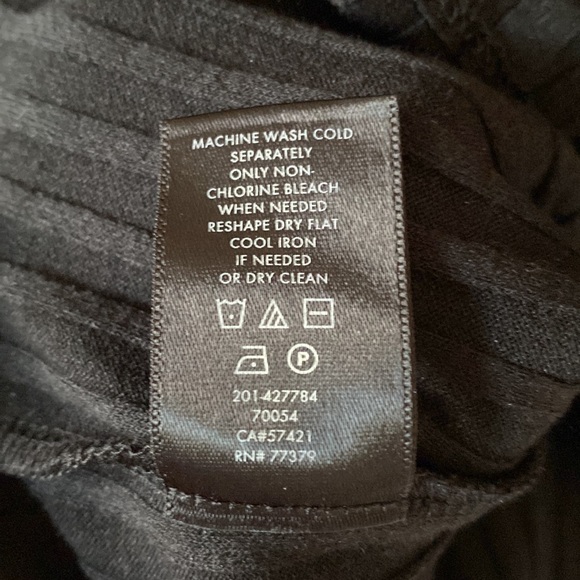 MACHINE WASH COLD
SEPARATELY
ONLY NON-
CHLORINE BLEACH
WHEN NEEDED
RESHAPE DRY FLAT
COOL IRON
IF NEEDED
OR DRY CLEAN
P
201-427784
70054
CA#57421
RN# 77379